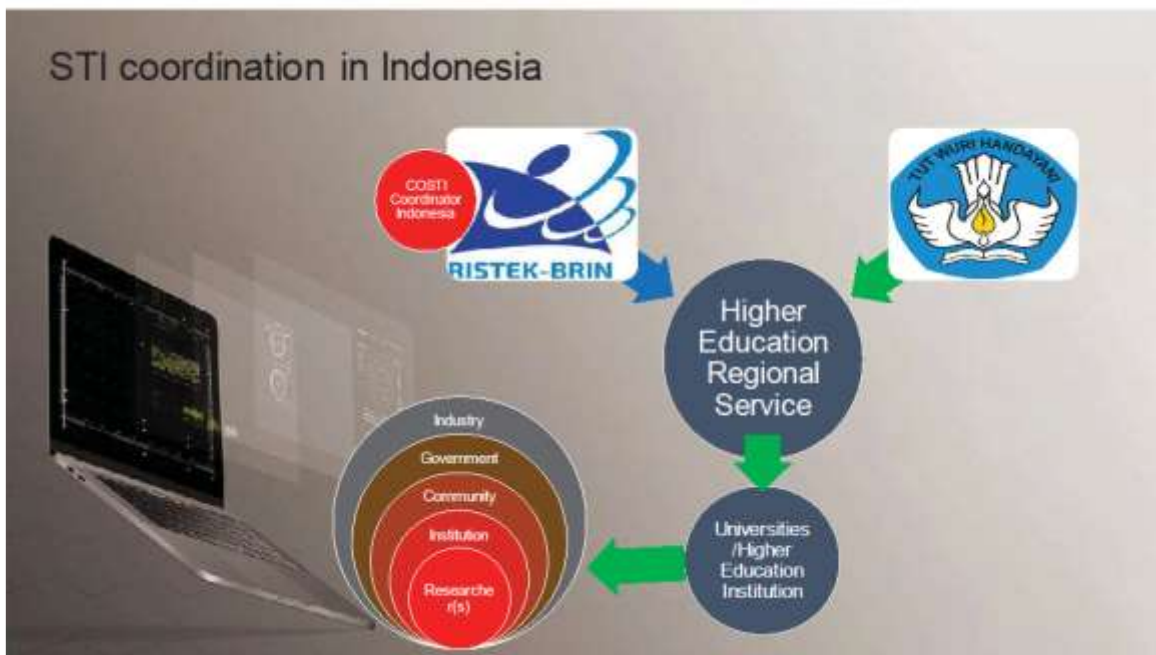 STI coordination in Indonesia
COSTI
Coordinator
Indonesia
RISTEK-BRIN
TUT WURI HANDAYANI
Higher
Education
Regional
Service
Industry
Government
Community
Institution
Researche
r(s)
Universities
/Higher
Education
Institution